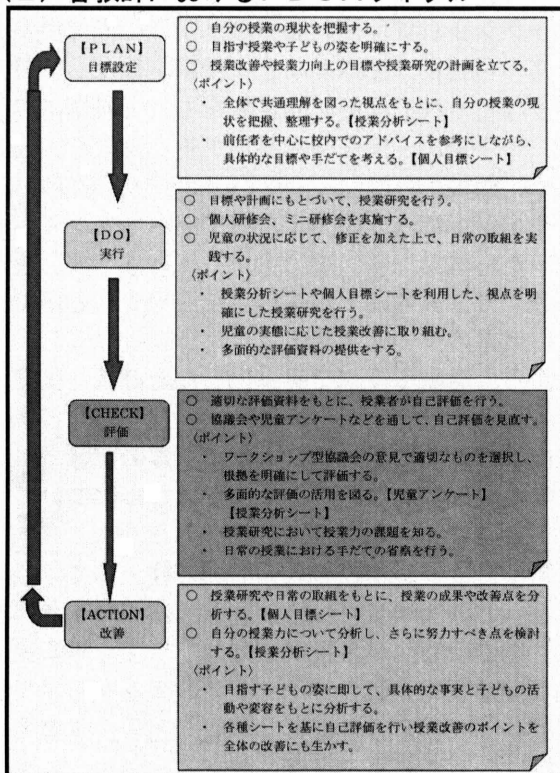 【PLAN】
目標設定
○ 自分の授業の現状を把握する。
○ 目指す授業や子どもの姿を明確にする。
○ 授業改善や授業力向上の目標や授業研究の計画を立てる。
〈ポイント〉
・ 全体で共通理解を図った視点をもとに、自分の授業の現
状を把握、整理する。【授業分析シート】
・ 前任者を中心に校内でのアドバイスを参考にしながら、
具体的な目標や手だてを考える。【個人目標シート】
【DO】
実行
○ 目標や計画にもとづいて、授業研究を行う。
○ 個人研修会、ミニ研修会を実施する。
○ 児童の状況に応じて、修正を加えた上で、日常の取組を実
践する。
〈ポイント〉
・ 授業分析シートや個人目標シートを利用した、視点を明
確にした授業研究を行う。
・ 児童の実態に応じた授業改善に取り組む。
・ 多面的な評価資料の提供をする。
【CHECK】
評価
○ 適切な評価資料をもとに、授業者が自己評価を行う。
○ 協議会や児童アンケートなどを通して、自己評価を見直す。
〈ポイント〉
・ ワークショップ型協議会の意見で適切なものを選択し、
根拠を明確にして評価する。
・ 多面的な評価の活用を図る。【児童アンケート】
【授業分析シート】
・ 授業研究において授業力の課題を知る。
・ 日常の授業における手だての省察を行う。
【ACTION】
改善
○ 授業研究や日常の取組をもとに、授業の成果や改善点を分
析する。【個人目標シート】
○ 自分の授業力について分析し、さらに努力すべき点を検討
する。【授業分析シート】
〈ポイント〉
・ 目指す子どもの姿に即して、具体的な事実と子どもの活
動や変容をもとに分析する。
・ 各種シートを基に自己評価を行い授業改善のポイントを
全体の改善にも生かす。